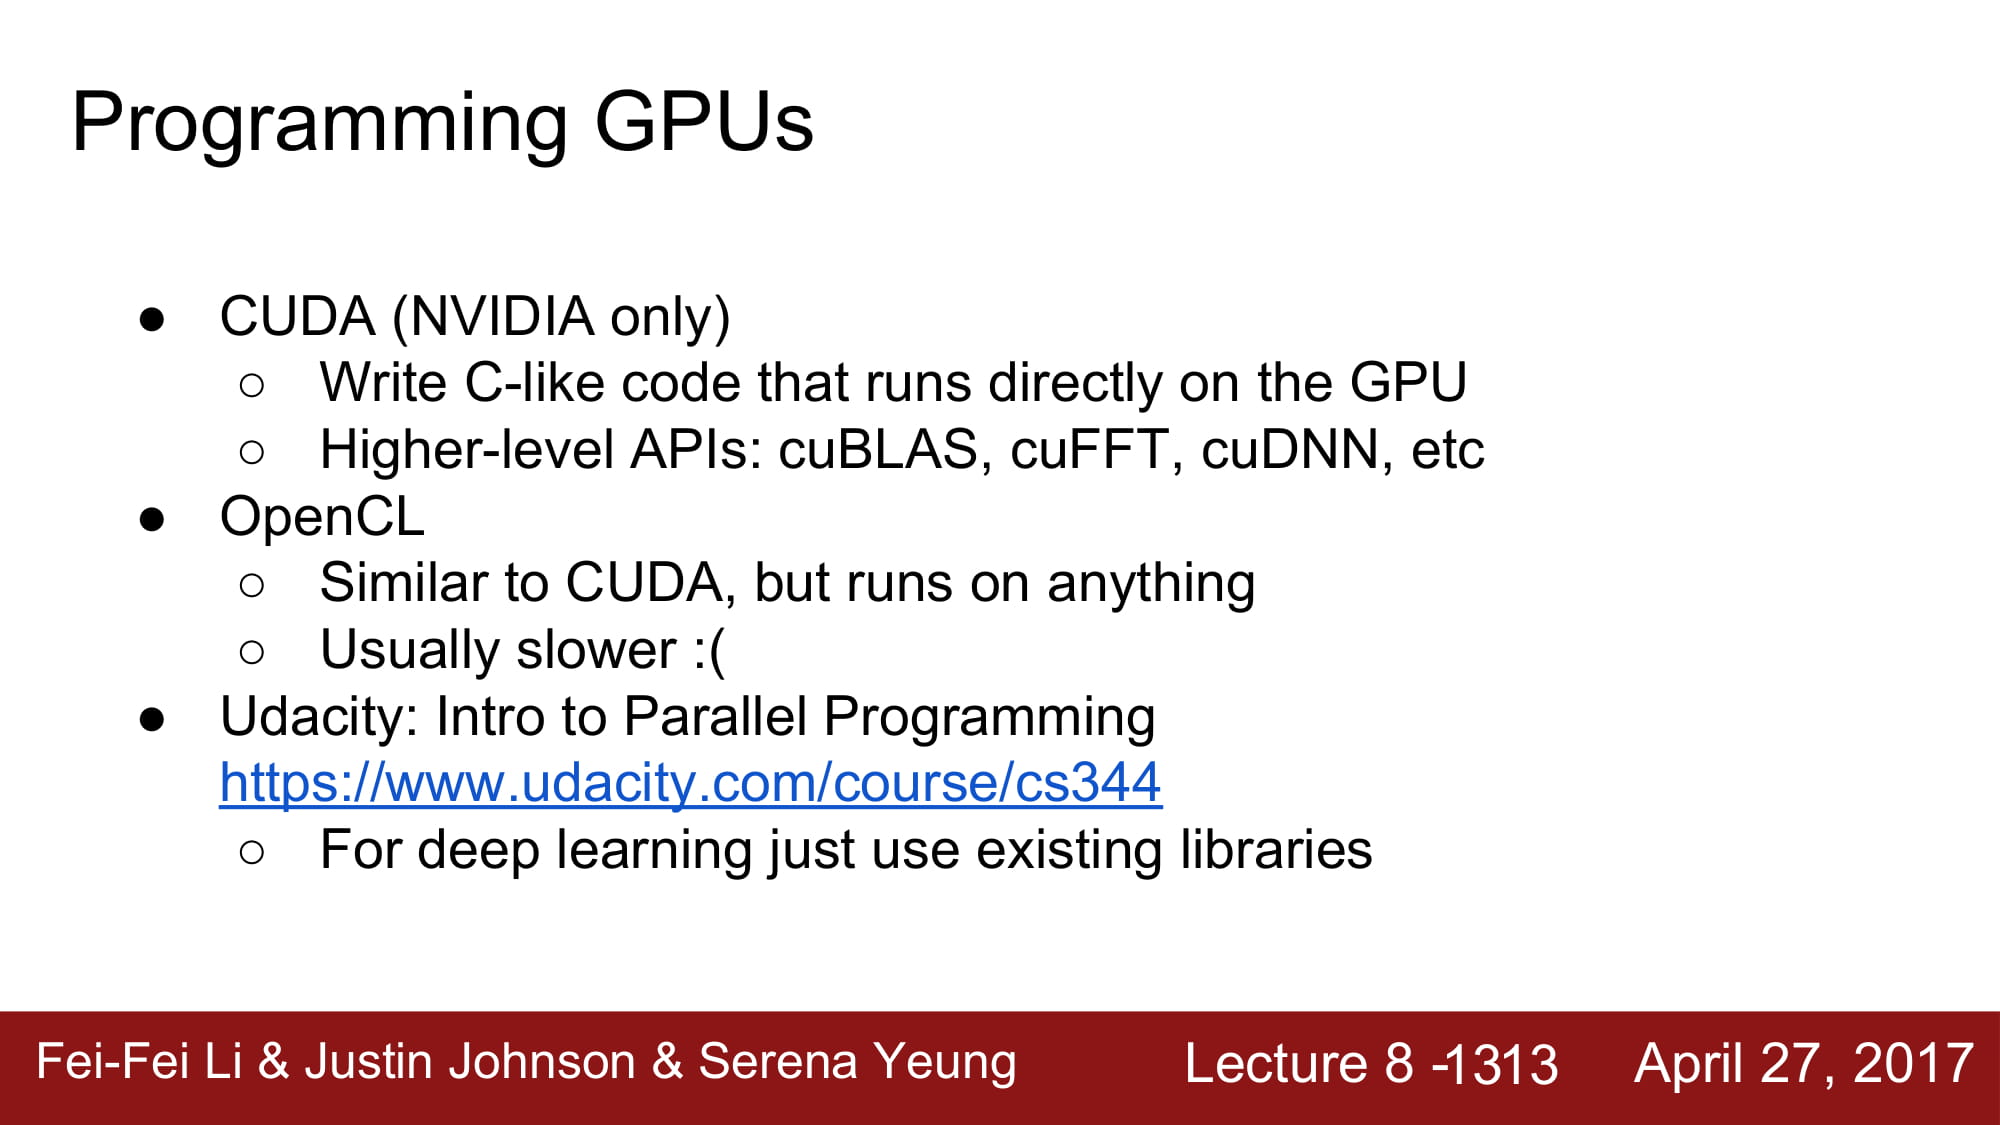 Programming GPUs
● CUDA (NVIDIA only)
○ Write C-like code that runs directly on the GPU
○ Higher-level APIs: cuBLAS, cuFFT, cuDNN, etc
● OpenCL
○ Similar to CUDA, but runs on anything
○ Usually slower :(
● Udacity: Intro to Parallel Programming
https://www.udacity.com/course/cs344
○ For deep learning just use existing libraries
Fei-Fei Li & Justin Johnson & Serena Yeung Lecture 8 -1313 April 27, 2017